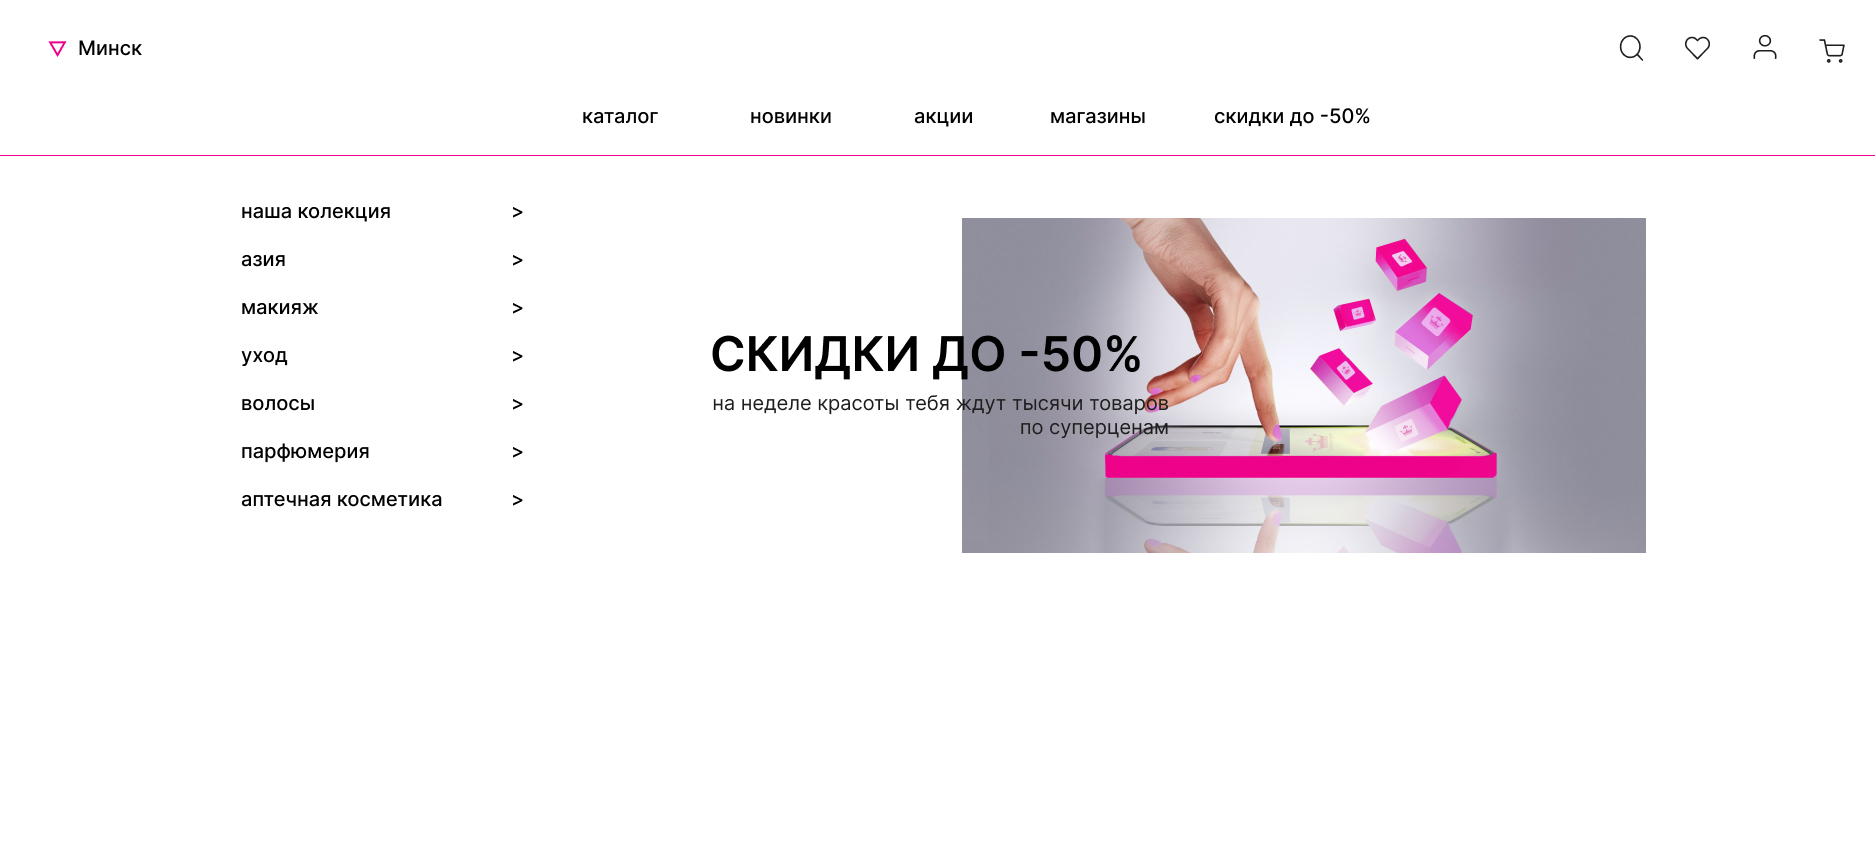 Минск
каталог новинки акции магазины скидки до -50%
наша колекция >
азия >
макияж >
уход >
волосы >
парфюмерия >
аптечная косметика >
СКИДКИ ДО -50%
на неделе красоты тебя ждут тысячи товаров
по суперценам